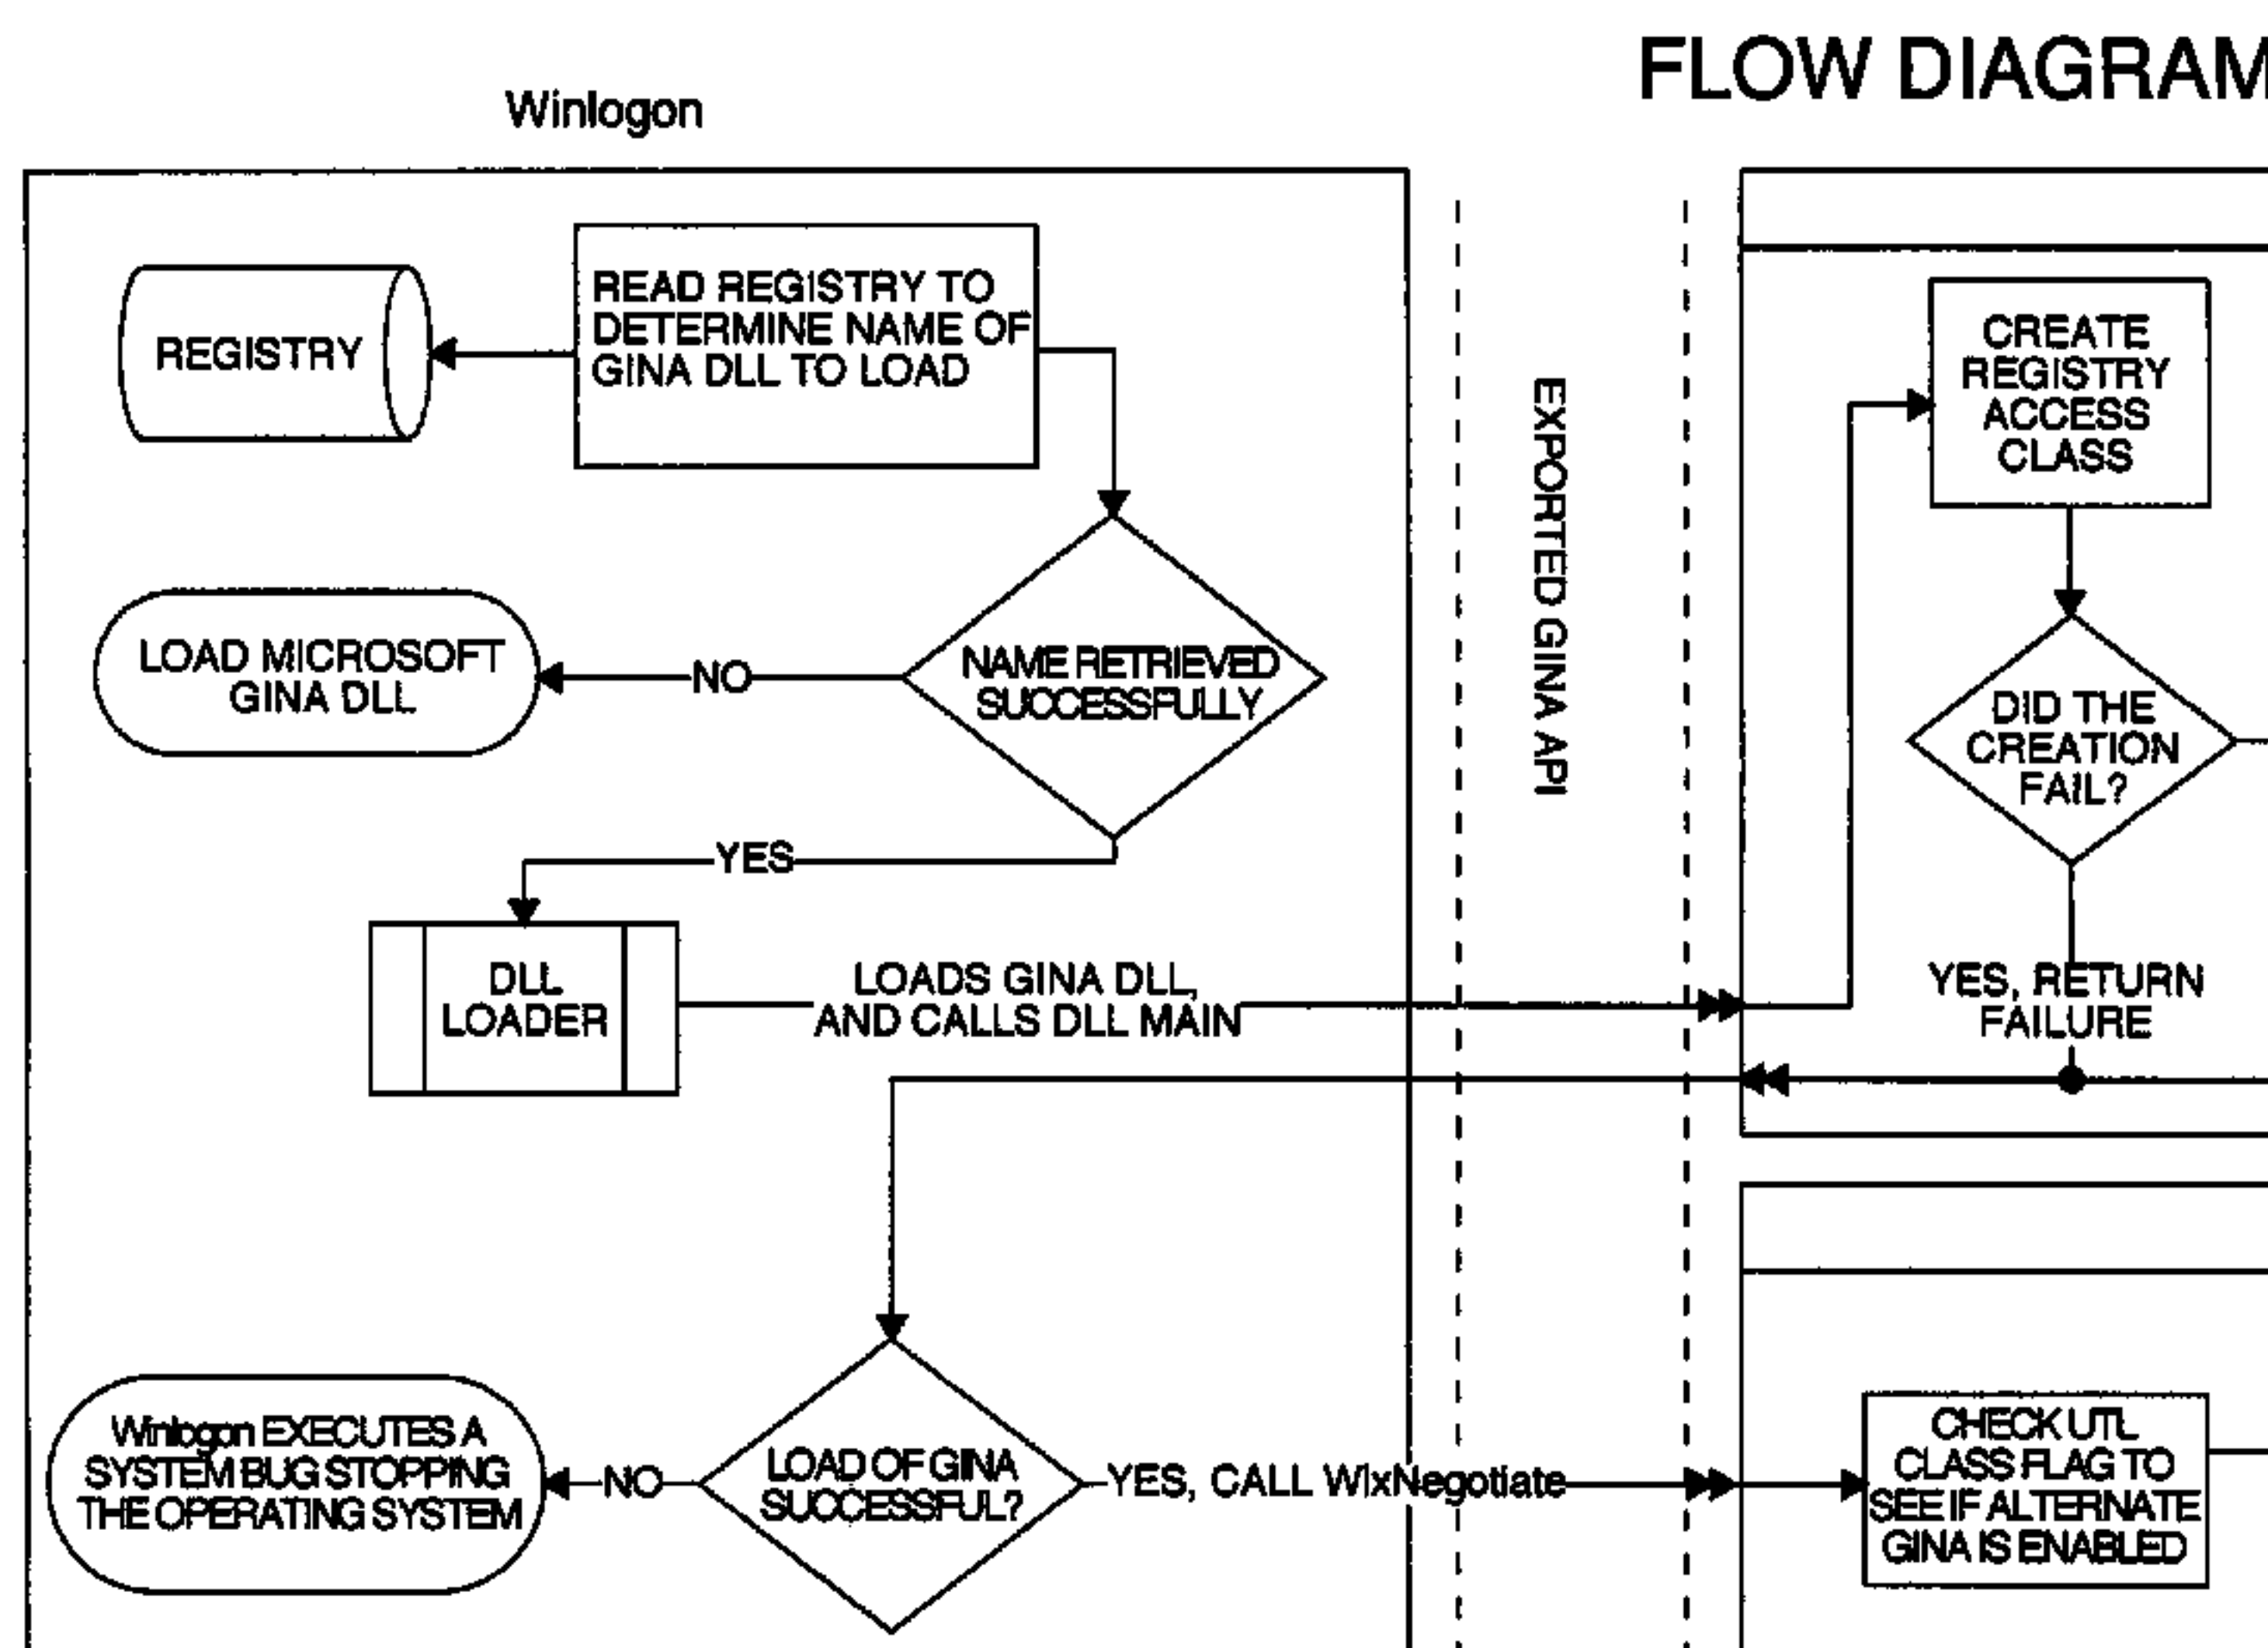 FLOW DIAGRAM
Winlogon
REGISTRY
READ REGISTRY TO
DETERMINE NAME OF
GINA DLL TO LOAD
NAME RETRIEVED
SUCCESSFULLY
NO
LOAD MICROSOFT
GINA DLL
YES
DLL
LOADER
LOADS GINA DLL,
AND CALLS DLL MAIN
EXPORTED GINA API
CREATE
REGISTRY
ACCESS
CLASS
DID THE
CREATION
FAIL?
YES, RETURN
FAILURE
LOAD OF GINA
SUCCESSFUL?
NO
Winlogon EXECUTES A
SYSTEM BUG STOPPING
THE OPERATING SYSTEM
YES, CALL WlxNegotiate
CHECK UTL
CLASS FLAG TO
SEE IF ALTERNATE
GINA IS ENABLED